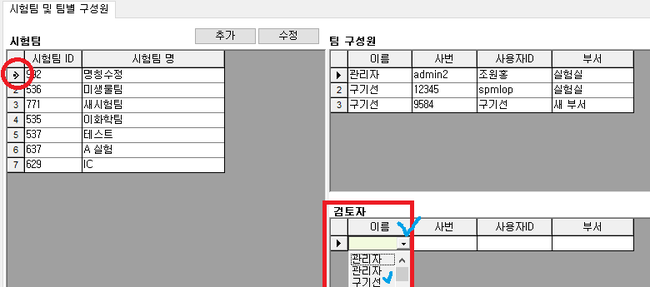 시험팀 및 팀별 구성원
시험팀 추가 수정
시험팀 ID 시험팀 명
992 명칭수정
2 536 미생물팀
3 771 새시험팀
4 535 이화학팀
5 537 테스트
6 637 A 실험
7 629 IC
팀 구성원
이름 사번 사용자ID 부서
관리자 admin2 조원홍 실험실
2 구기선 12345 spmlop 실험실
3 구기선 9584 구기선 새 부서
검토자
이름 사번 사용자ID 부서
관리자
관리자
구기선